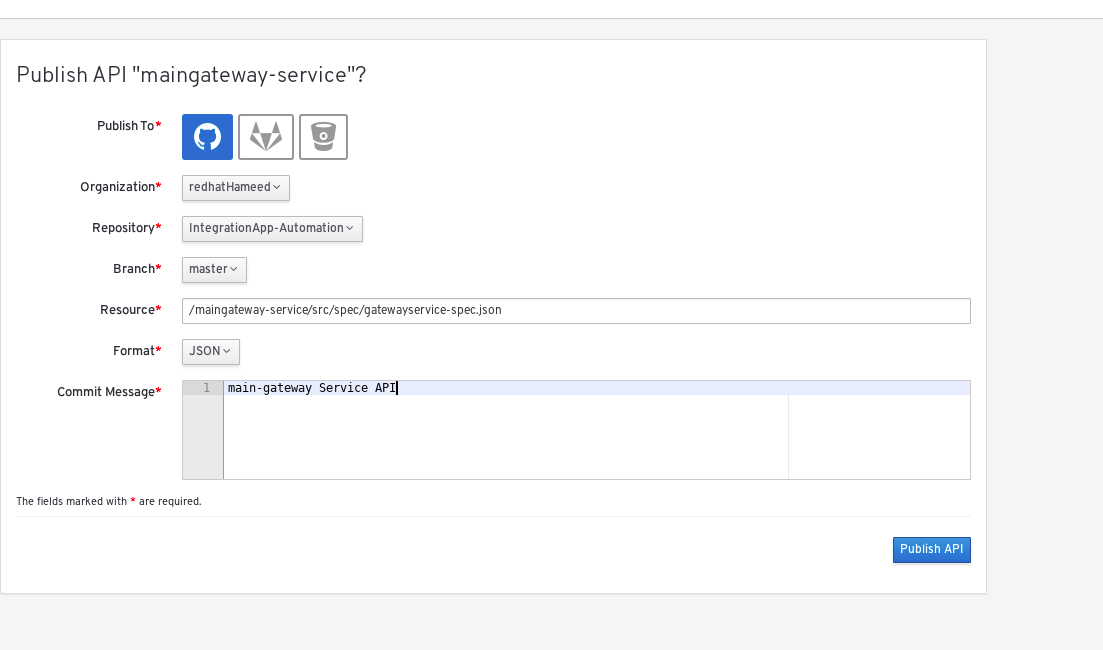 Publish API "maingateway-service"?
Publish To*
Organization* redhatHameed
Repository* IntegrationApp-Automation
Branch* master
Resource* /maingateway-service/src/spec/gatewayservice-spec.json
Format* JSON
Commit Message* 1 main-gateway Service API
The fields marked with * are required.
Publish API